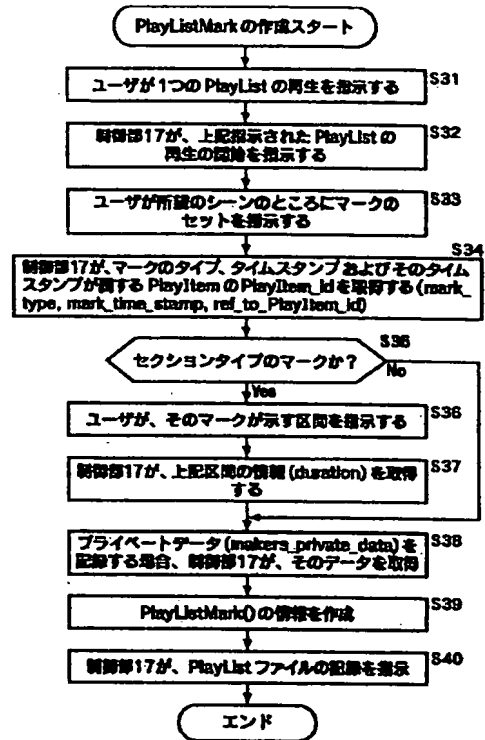 PlayListMarkの作成スタート
S31
ユーザが1つのPlayListの再生を指示する
S32
制御部17が、上記指示されたPlayListの
再生の開始を指示する
S33
ユーザが所望のシーンのところにマークの
セットを指示する
S34
制御部17が、マークのタイプ、タイムスタンプおよびそのタイム
スタンプが属するPlayItemのPlayItem_idを取得する(mark_
type, mark_time_stamp, ref_to_PlayItem_id)
S35
セクションタイプのマークか?
No
Yes
S36
ユーザが、そのマークが示す区間を指示する
S37
制御部17が、上記区間の情報(duration)を取得
する
S38
プライベートデータ(makers_private_data)を
記録する場合、制御部17が、そのデータを取得
S39
PlayListMark()の情報を作成
S40
制御部17が、PlayListファイルの記録を指示
エンド